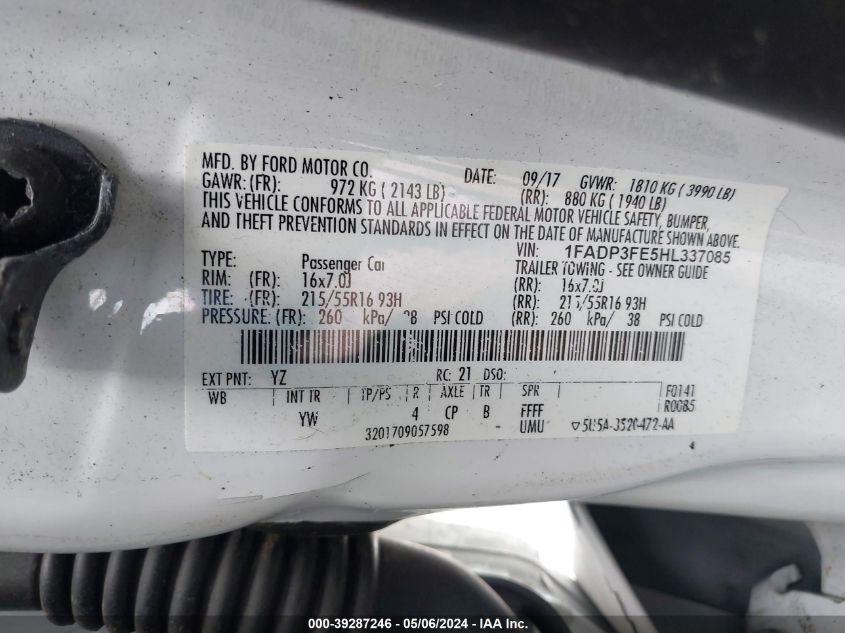 MFD. BY FORD MOTOR CO. DATE: 09/17 GVWR: 1810 KG ( 3990 LB)
GAWR: (FR): 972 KG ( 2143 LB) (RR): 880 KG ( 1940 LB)
THIS VEHICLE CONFORMS TO ALL APPLICABLE FEDERAL MOTOR VEHICLE SAFETY, BUMPER,
AND THEFT PREVENTION STANDARDS IN EFFECT ON THE DATE OF MANUFACTURE SHOWN ABOVE.
VIN: 1FADP3FE5HL337085
TYPE: Passenger Car TRAILER TOWING - SEE OWNER GUIDE
RIM: (FR): 16x7.0J (RR): 16x7.0J
TIRE: (FR): 215/55R16 93H (RR): 215/55R16 93H
PRESSURE: (FR): 260 kPa/ 38 PSI COLD (RR): 260 kPa/ 38 PSI COLD
EXT PNT: YZ RC: 21 DSO:
WB INT TR TP/PS R AXLE TR SPR F0141
YW 4 CP B FFFF R0085
3201709057598 UMU
4
000-39287246 - 05/06/2024 - IAA Inc.